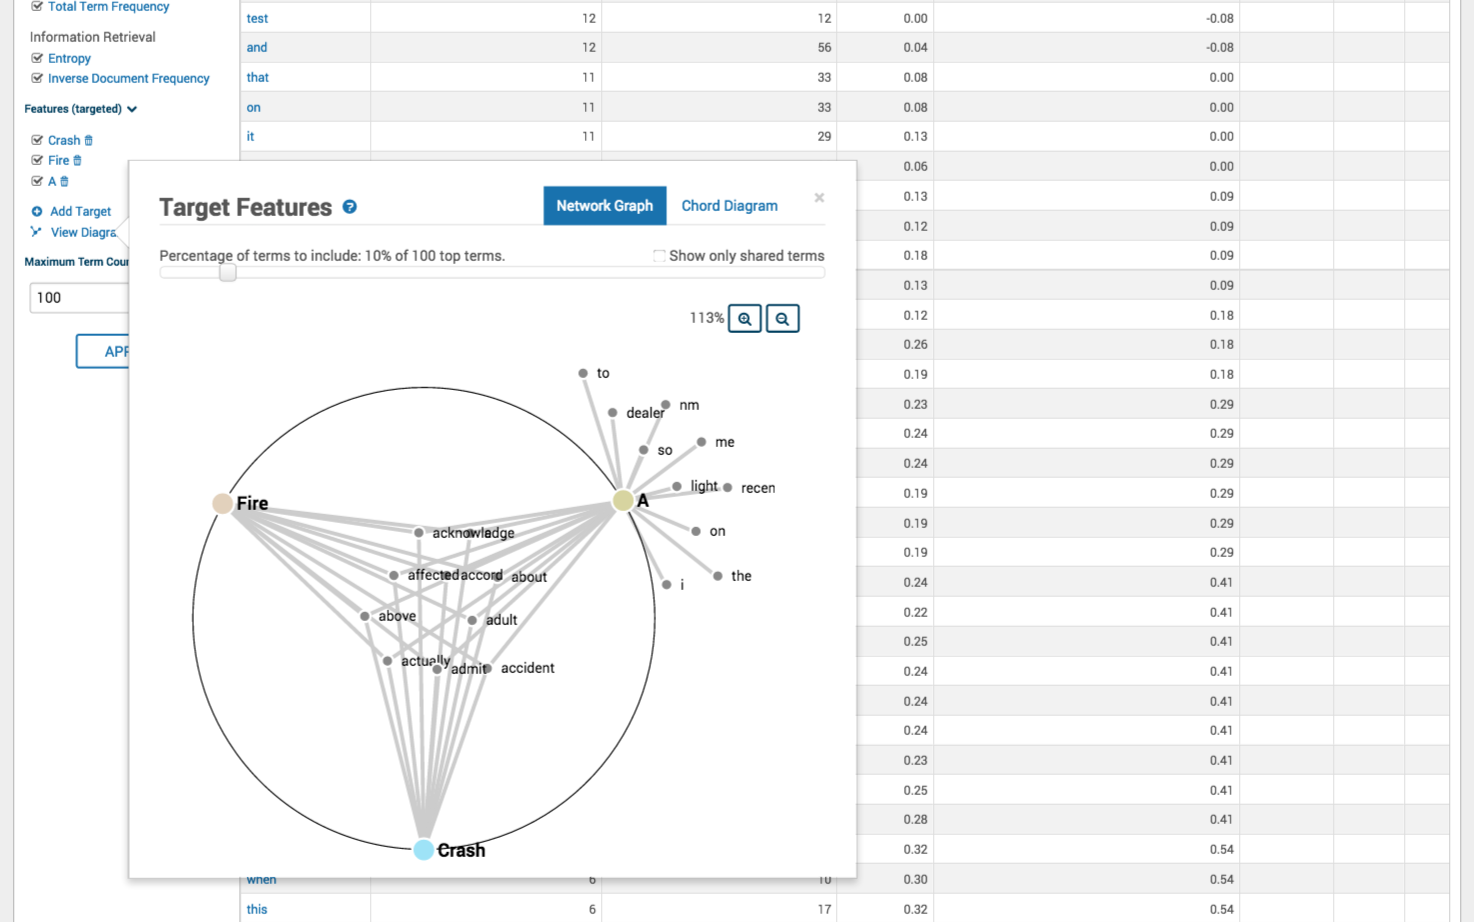 Total Term Frequency
Information Retrieval
Entropy
Inverse Document Frequency
Features (targeted)
Crash
Fire
A
Add Target
View Diagra
Maximum Term Cour
100
APF
test 12 12 0.00 -0.08
and 12 56 0.04 -0.08
that 11 33 0.08 0.00
on 11 33 0.08 0.00
it 11 29 0.13 0.00
0.06 0.00
0.13 0.09
0.12 0.09
0.18 0.09
0.13 0.09
0.12 0.18
0.26 0.18
0.19 0.18
0.23 0.29
0.24 0.29
0.24 0.29
0.19 0.29
0.19 0.29
0.19 0.29
0.24 0.41
0.22 0.41
0.25 0.41
0.24 0.41
0.24 0.41
0.24 0.41
0.23 0.41
0.25 0.41
0.28 0.41
0.32 0.54
when 6 10 0.30 0.54
this 6 17 0.32 0.54
Target Features ?
Network Graph
Chord Diagram
×
Percentage of terms to include: 10% of 100 top terms.
Show only shared terms
113%
to
dealer
nm
so
me
light
recen
A
on
the
i
Fire
acknowledge
affected
accord
about
above
adult
actually
admit
accident
Crash